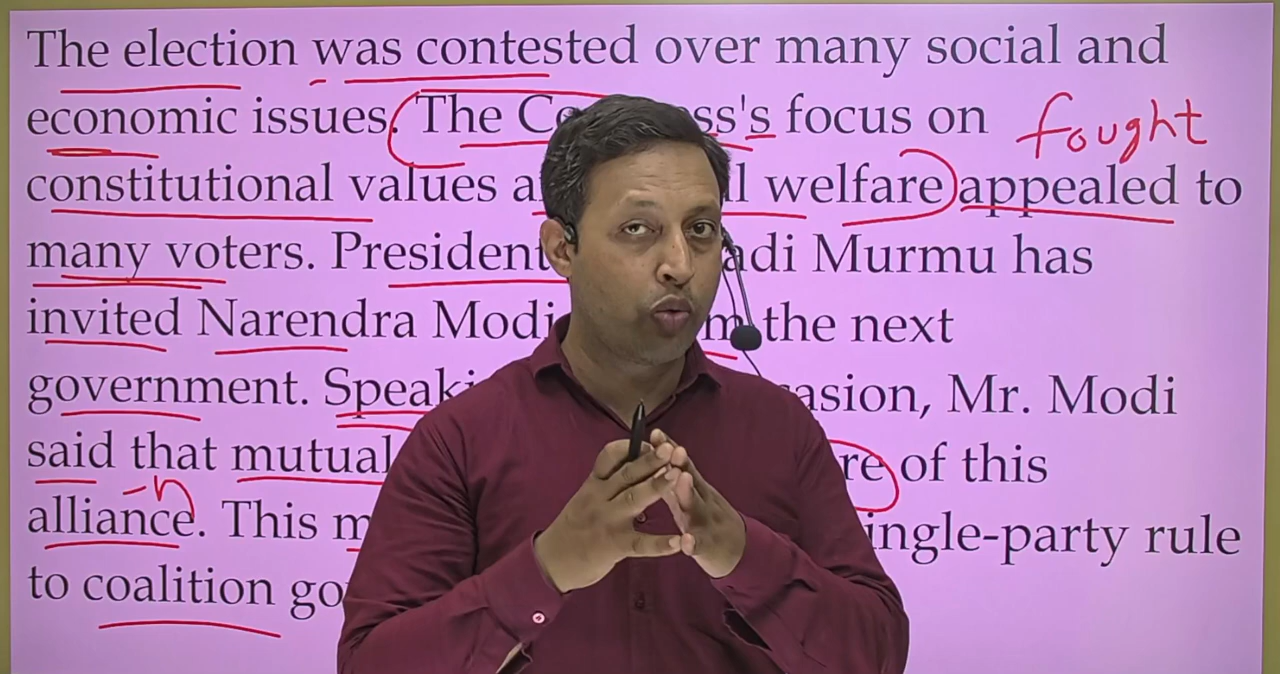 The election was contested over many social and
economic issues. The Co ss's focus on fought
constitutional values a l welfare appealed to
many voters. President adi Murmu has
invited Narendra Modi m the next
government. Speaki asion, Mr. Modi
said that mutual re of this
alliance. This m ingle-party rule
to coalition go